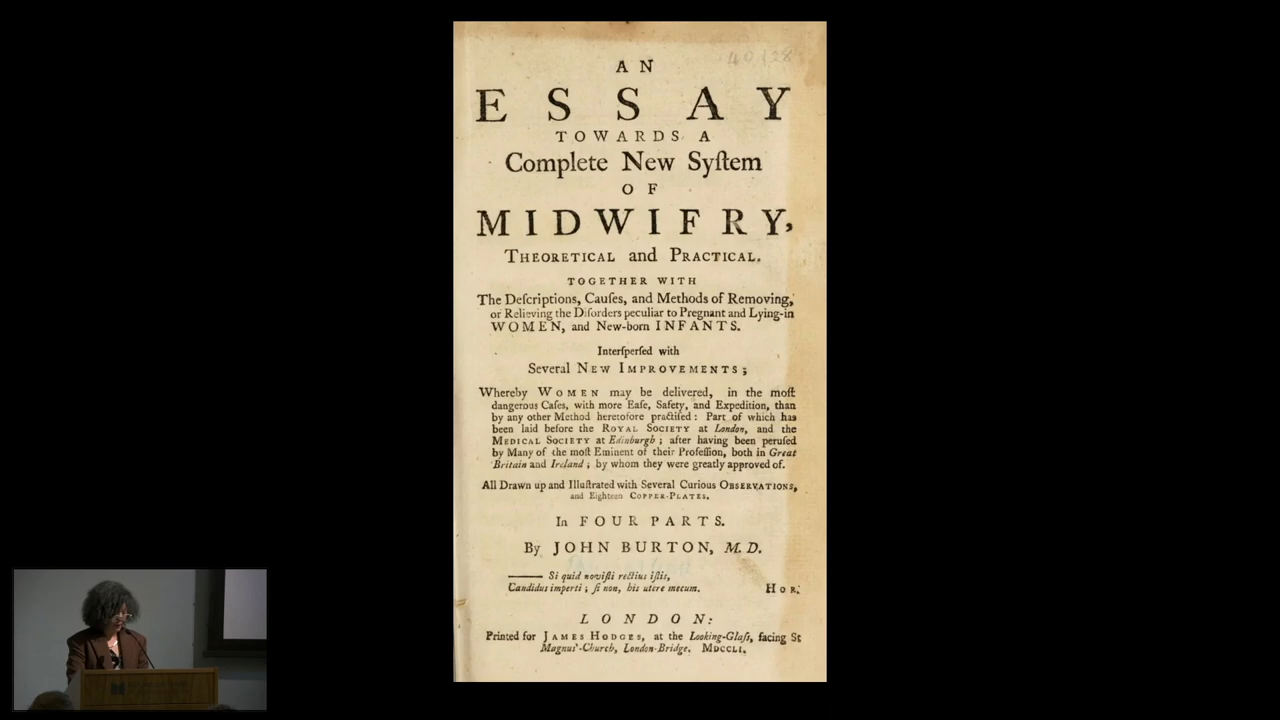 AN
ESSAY
TOWARDS A
Complete New Syſtem
OF
MIDWIFRY,
THEORETICAL and PRACTICAL.
TOGETHER WITH
The Deſcriptions, Cauſes, and Methods of Removing,
or Relieving the Diſorders peculiar to Pregnant and Lying-in
WOMEN, and New-born INFANTS.
Interſperſed with
Several NEW IMPROVEMENTS;
Whereby WOMEN may be delivered, in the moſt
dangerous Caſes, with more Eaſe, Safety, and Expedition, than
by any other Method heretofore practiſed: Part of which has
been laid before the ROYAL SOCIETY at London, and the
MEDICAL SOCIETY at Edinburgh; after having been peruſed
by Many of the moſt Eminent of their Profeſſion, both in Great
Britain and Ireland; by whom they were greatly approved of.
All Drawn up and Illuſtrated with Several Curious OBSERVATIONS,
and Eighteen COPPER-PLATES.
In FOUR PARTS.
By JOHN BURTON, M.D.
—— Si quid noviſti rectius iſtis,
Candidus imperti; ſi non, his utere mecum. HOR.
LONDON:
Printed for JAMES HODGES, at the Looking-Glaſs, facing St
Magnus'-Church, London-Bridge. MDCCLI.